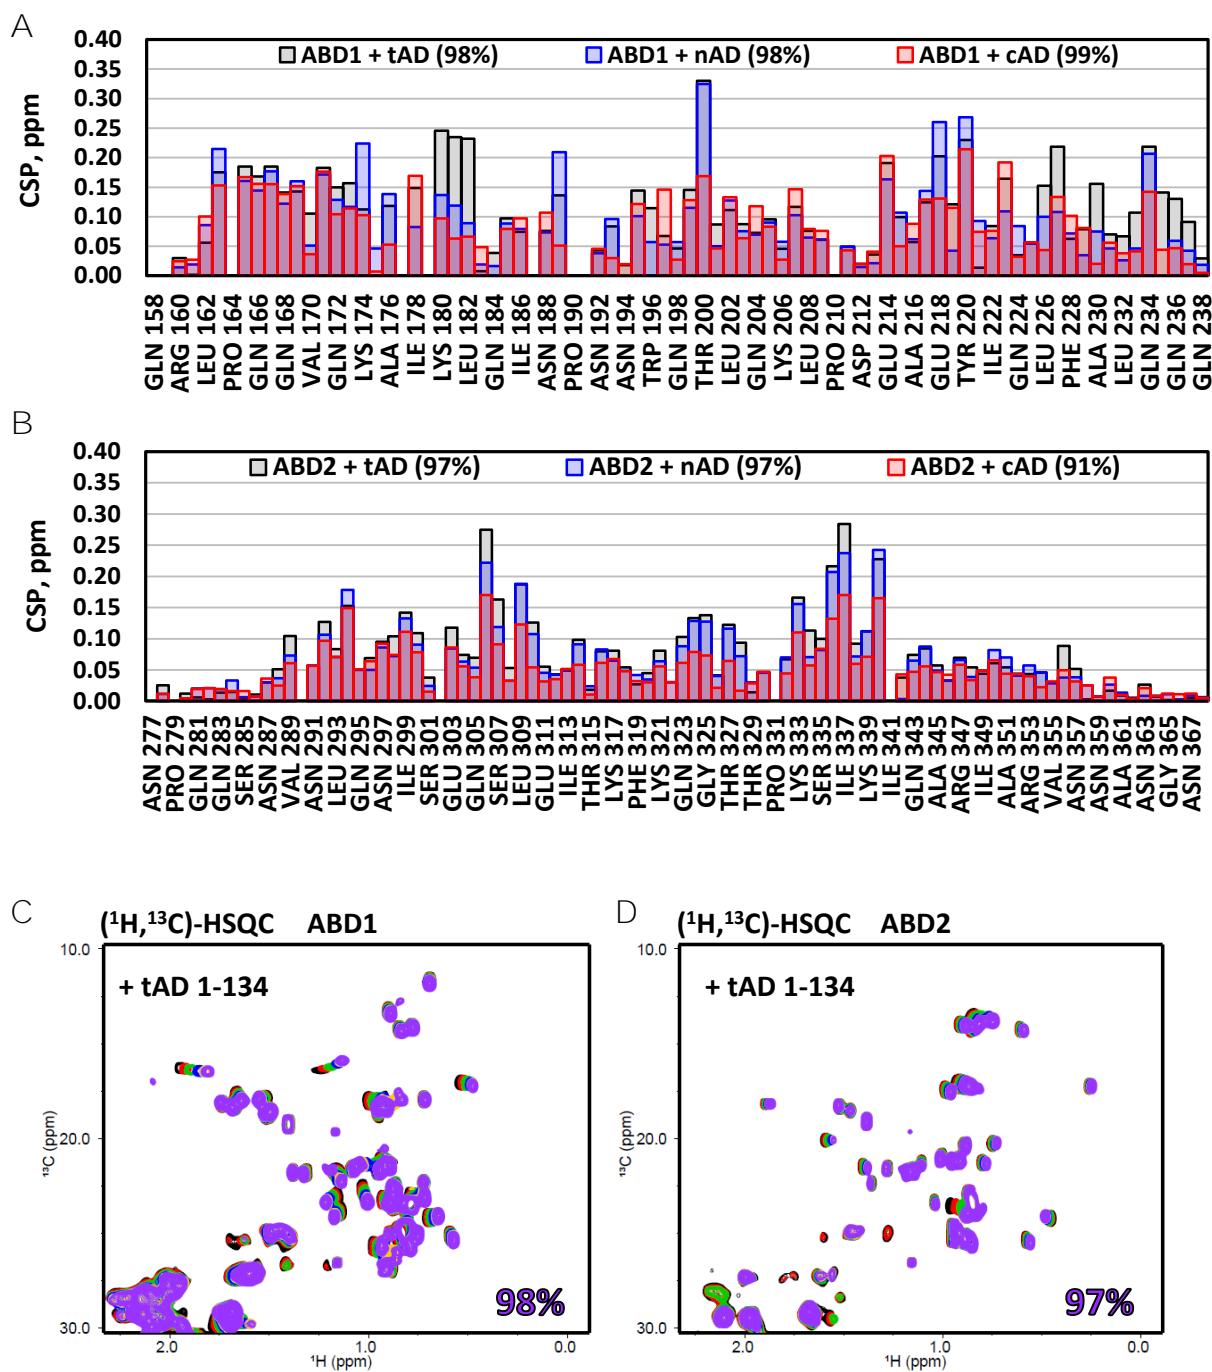 A
CSP, ppm
0.40
0.35
0.30
0.25
0.20
0.15
0.10
0.05
0.00
ABD1 + tAD (98%) ABD1 + nAD (98%) ABD1 + cAD (99%)
GLN 158
ARG 160
LEU 162
PRO 164
GLN 166
GLN 168
VAL 170
GLN 172
LYS 174
ALA 176
ILE 178
LYS 180
LEU 182
GLN 184
ILE 186
ASN 188
PRO 190
ASN 192
ASN 194
TRP 196
GLN 198
THR 200
LEU 202
GLN 204
LYS 206
LEU 208
PRO 210
ASP 212
GLU 214
ALA 216
GLU 218
TYR 220
ILE 222
GLN 224
LEU 226
PHE 228
ALA 230
LEU 232
GLN 234
GLN 236
GLN 238
B
CSP, ppm
0.40
0.35
0.30
0.25
0.20
0.15
0.10
0.05
0.00
ABD2 + tAD (97%) ABD2 + nAD (97%) ABD2 + cAD (91%)
ASN 277
PRO 279
GLN 281
GLN 283
SER 285
ASN 287
VAL 289
ASN 291
LEU 293
GLN 295
ASN 297
ILE 299
SER 301
GLU 303
GLN 305
SER 307
LEU 309
GLU 311
ILE 313
THR 315
LYS 317
PHE 319
LYS 321
GLN 323
GLY 325
THR 327
THR 329
PRO 331
LYS 333
SER 335
ILE 337
LYS 339
ILE 341
GLN 343
ALA 345
ARG 347
ILE 349
ALA 351
ARG 353
VAL 355
ASN 357
ASN 359
ALA 361
ASN 363
GLY 365
ASN 367
C
(¹H,¹³C)-HSQC ABD1
+ tAD 1-134
10.0
20.0
30.0
¹³C (ppm)
98%
2.0 1.0 0.0
¹H (ppm)
D
(¹H,¹³C)-HSQC ABD2
+ tAD 1-134
10.0
20.0
30.0
¹³C (ppm)
97%
2.0 1.0 0.0
¹H (ppm)